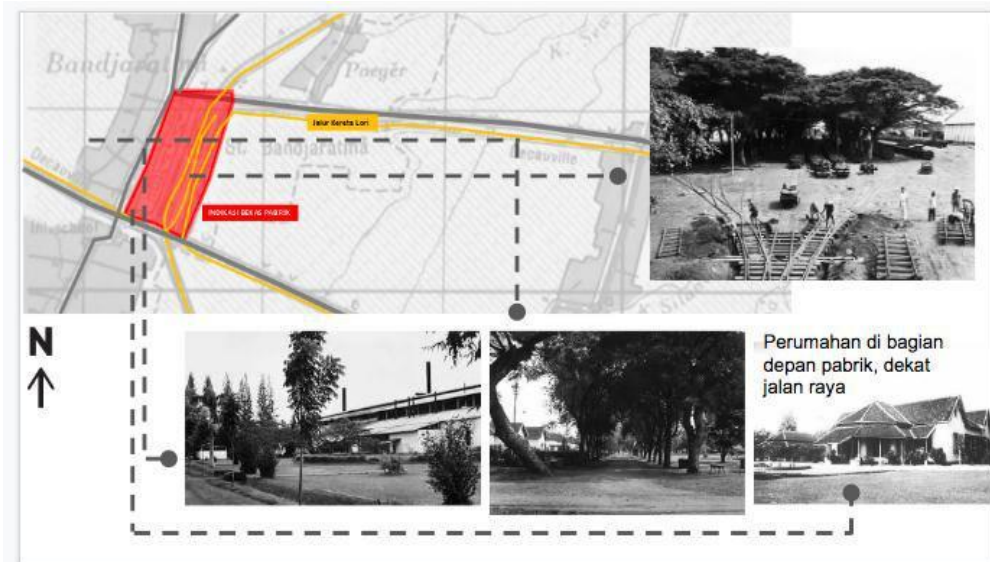 Bandjaratma
Paeger
Jalur Kereta Lori
St. Bandjaratma
Decauville
INDIKASI BEKAS PABRIK
N
Perumahan di bagian
depan pabrik, dekat
jalan raya